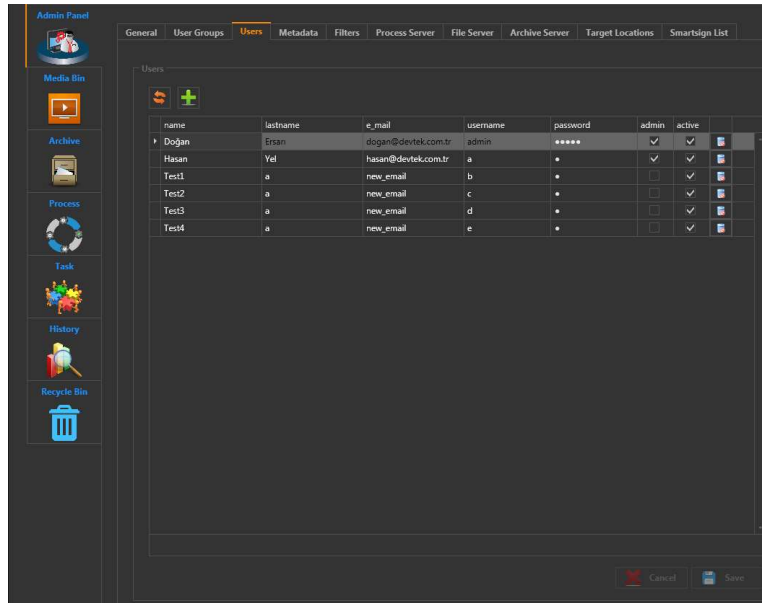 Admin Panel
General User Groups Users Metadata Filters Process Server File Server Archive Server Target Locations Smartsign List
Users
Media Bin
Archive
Process
Task
History
Recycle Bin
name lastname e_mail username password admin active
Doğan Ersan dogan@devtek.com.tr admin •••••
Hasan Yel hasan@devtek.com.tr a •
Test1 a new_email b •
Test2 a new_email c •
Test3 a new_email d •
Test4 a new_email e •
Cancel Save